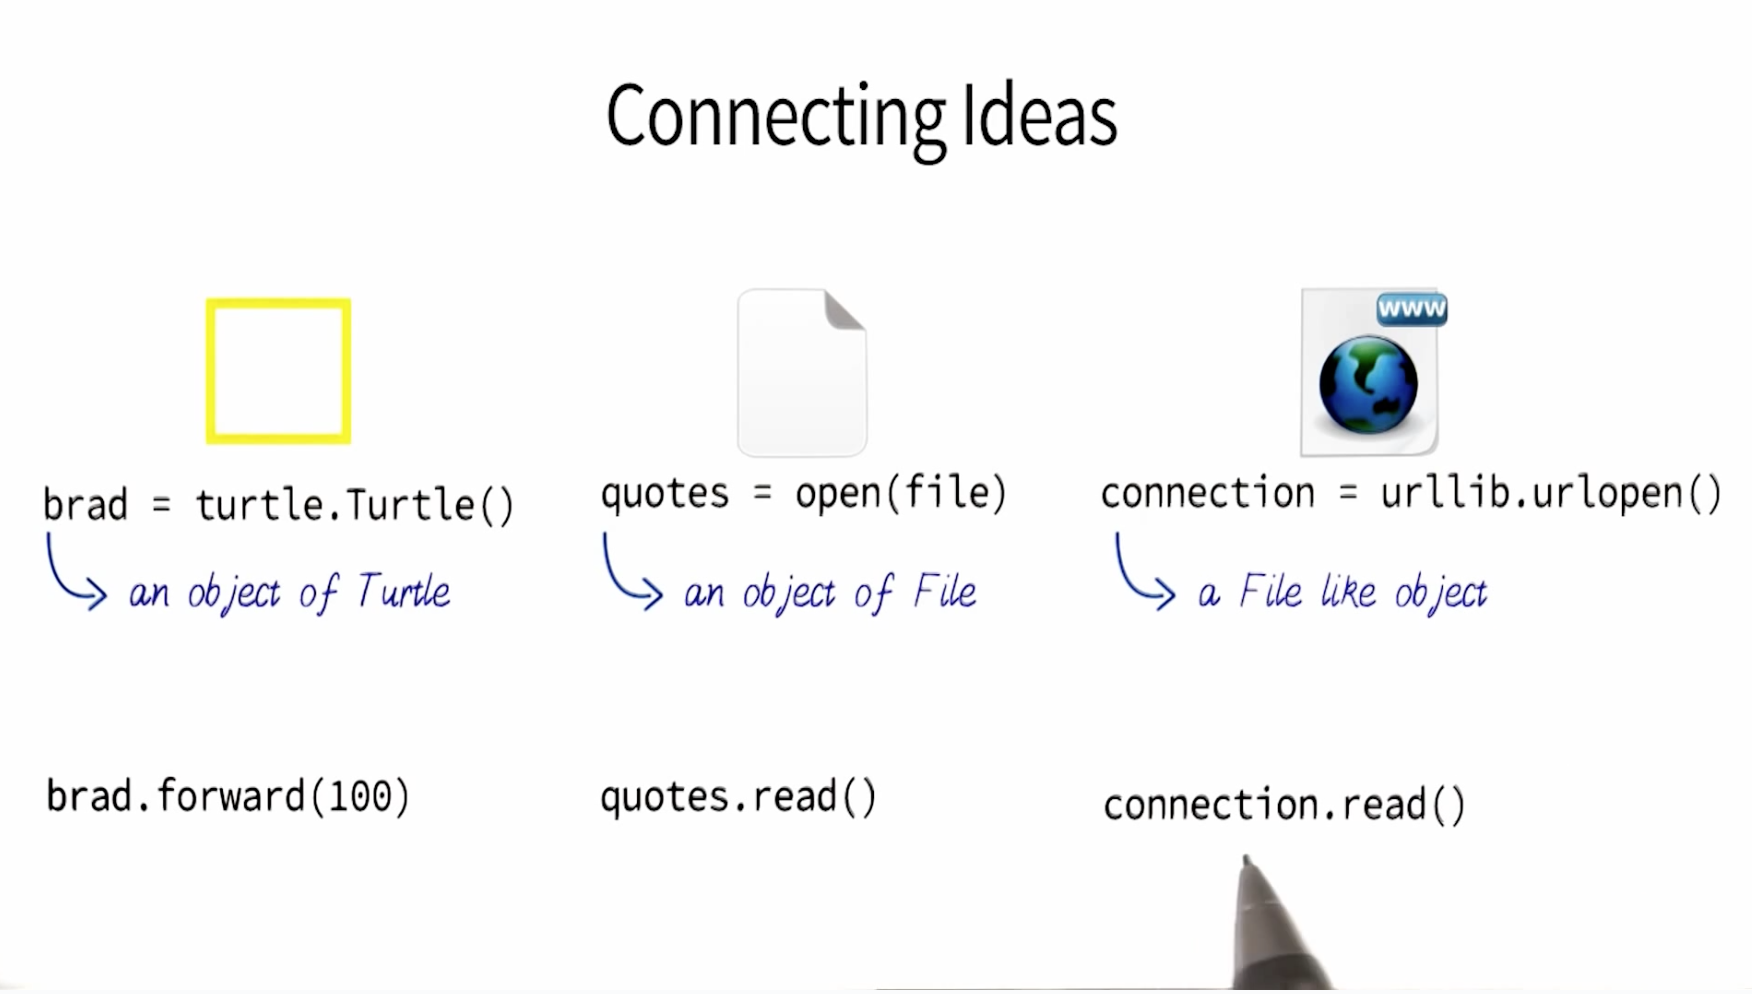 Connecting Ideas
www
brad = turtle.Turtle()
an object of Turtle
brad.forward(100)
quotes = open(file)
an object of File
quotes.read()
connection = urllib.urlopen()
a File like object
connection.read()